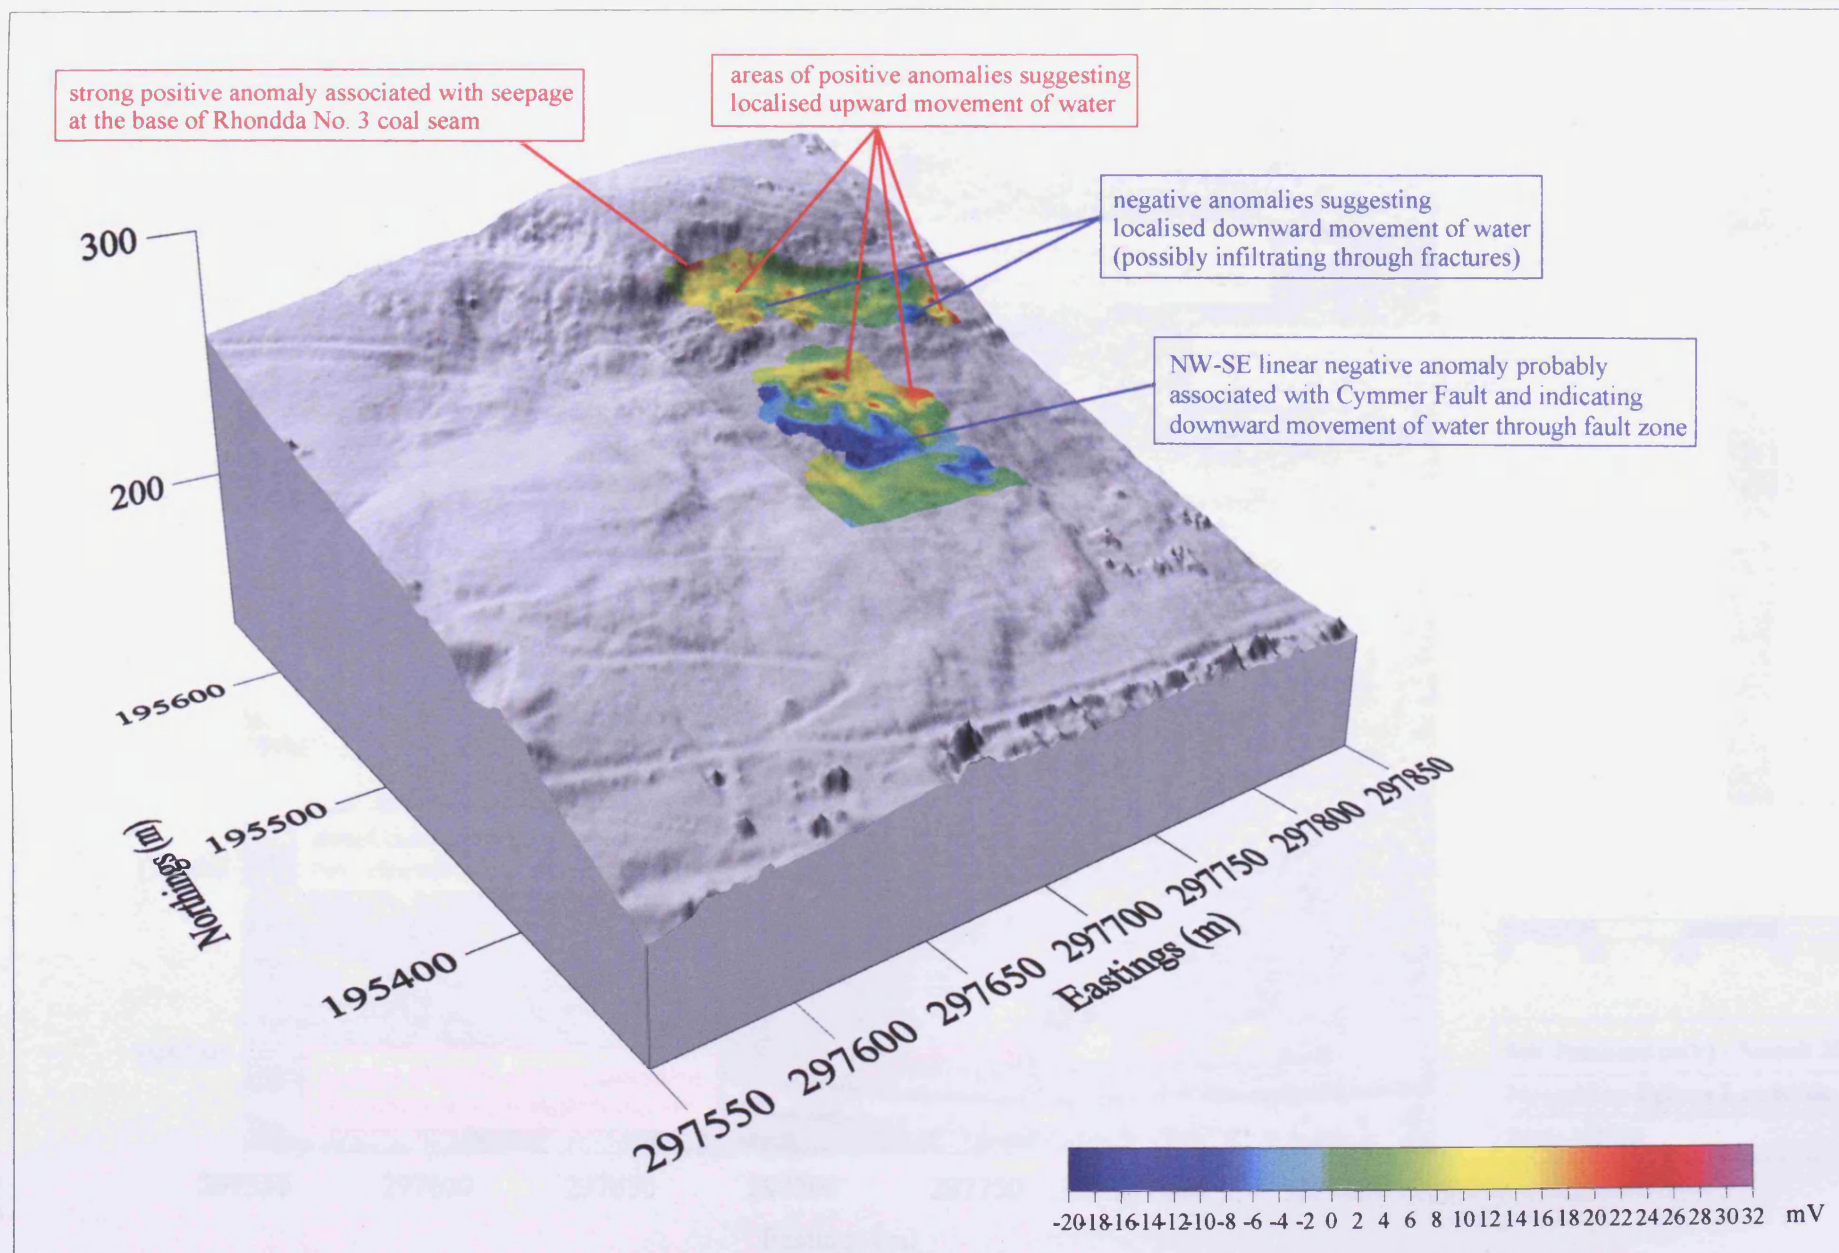 strong positive anomaly associated with seepage
at the base of Rhondda No. 3 coal seam
areas of positive anomalies suggesting
localised upward movement of water
negative anomalies suggesting
localised downward movement of water
(possibly infiltrating through fractures)
NW-SE linear negative anomaly probably
associated with Cymmer Fault and indicating
downward movement of water through fault zone
300
200
195600
195500
195400
Northings (m)
297550
297600
297650
297700
297750
297800
297850
Eastings (m)
-20 -18 -16 -14 -12 -10 -8 -6 -4 -2 0 2 4 6 8 10 12 14 16 18 20 22 24 26 28 30 32 mV